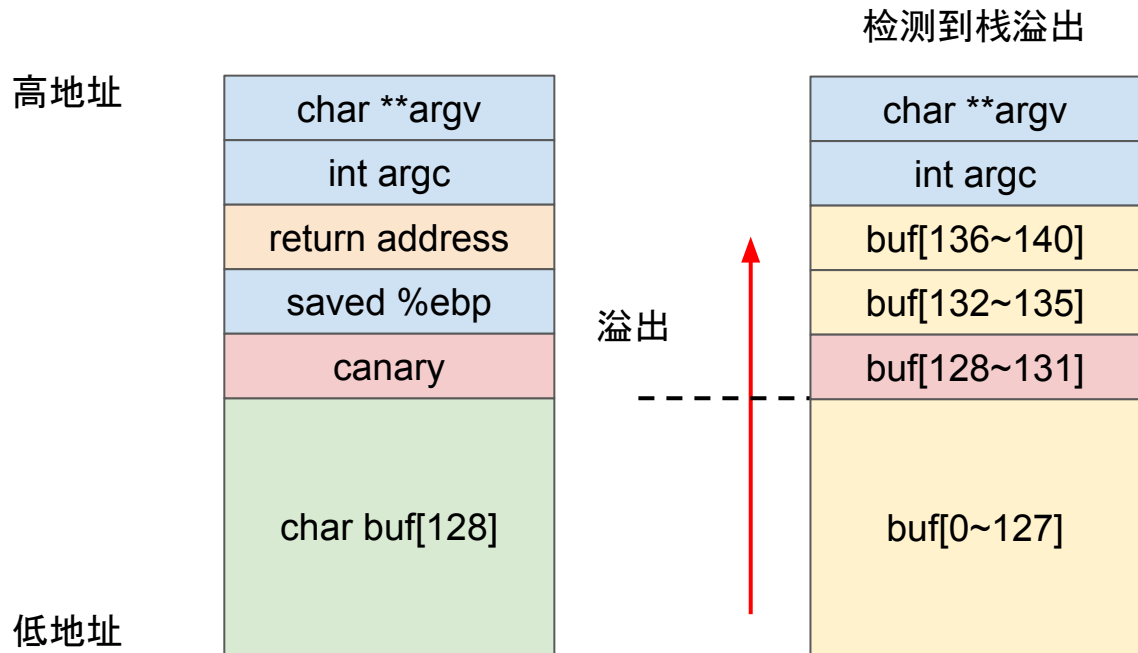 检测到栈溢出
高地址
char **argv
int argc
return address
saved %ebp
canary
char buf[128]
低地址
溢出
char **argv
int argc
buf[136~140]
buf[132~135]
buf[128~131]
buf[0~127]